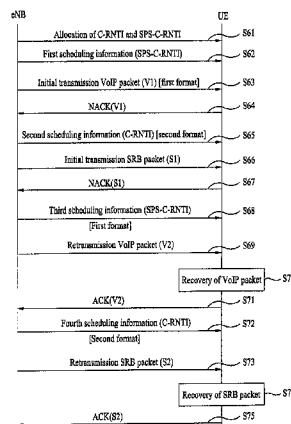 eNB
UE
Allocation of C-RNTI and SPS-C-RNTI
S61
First scheduling information (SPS-C-RNTI)
S62
Initial transmission VoIP packet (V1) [first format]
S63
NACK(V1)
S64
Second scheduling information (C-RNTI) [second format]
S65
Initial transmission SRB packet (S1)
S66
NACK(S1)
S67
Third scheduling information (SPS-C-RNTI)
S68
[First format]
Retransmission VoIP packet (V2)
S69
Recovery of VoIP packet
S7
ACK(V2)
S71
Fourth scheduling information (C-RNTI)
S72
[Second format]
Retransmission SRB packet (S2)
S73
Recovery of SRB packet
S7
ACK(S2)
S75